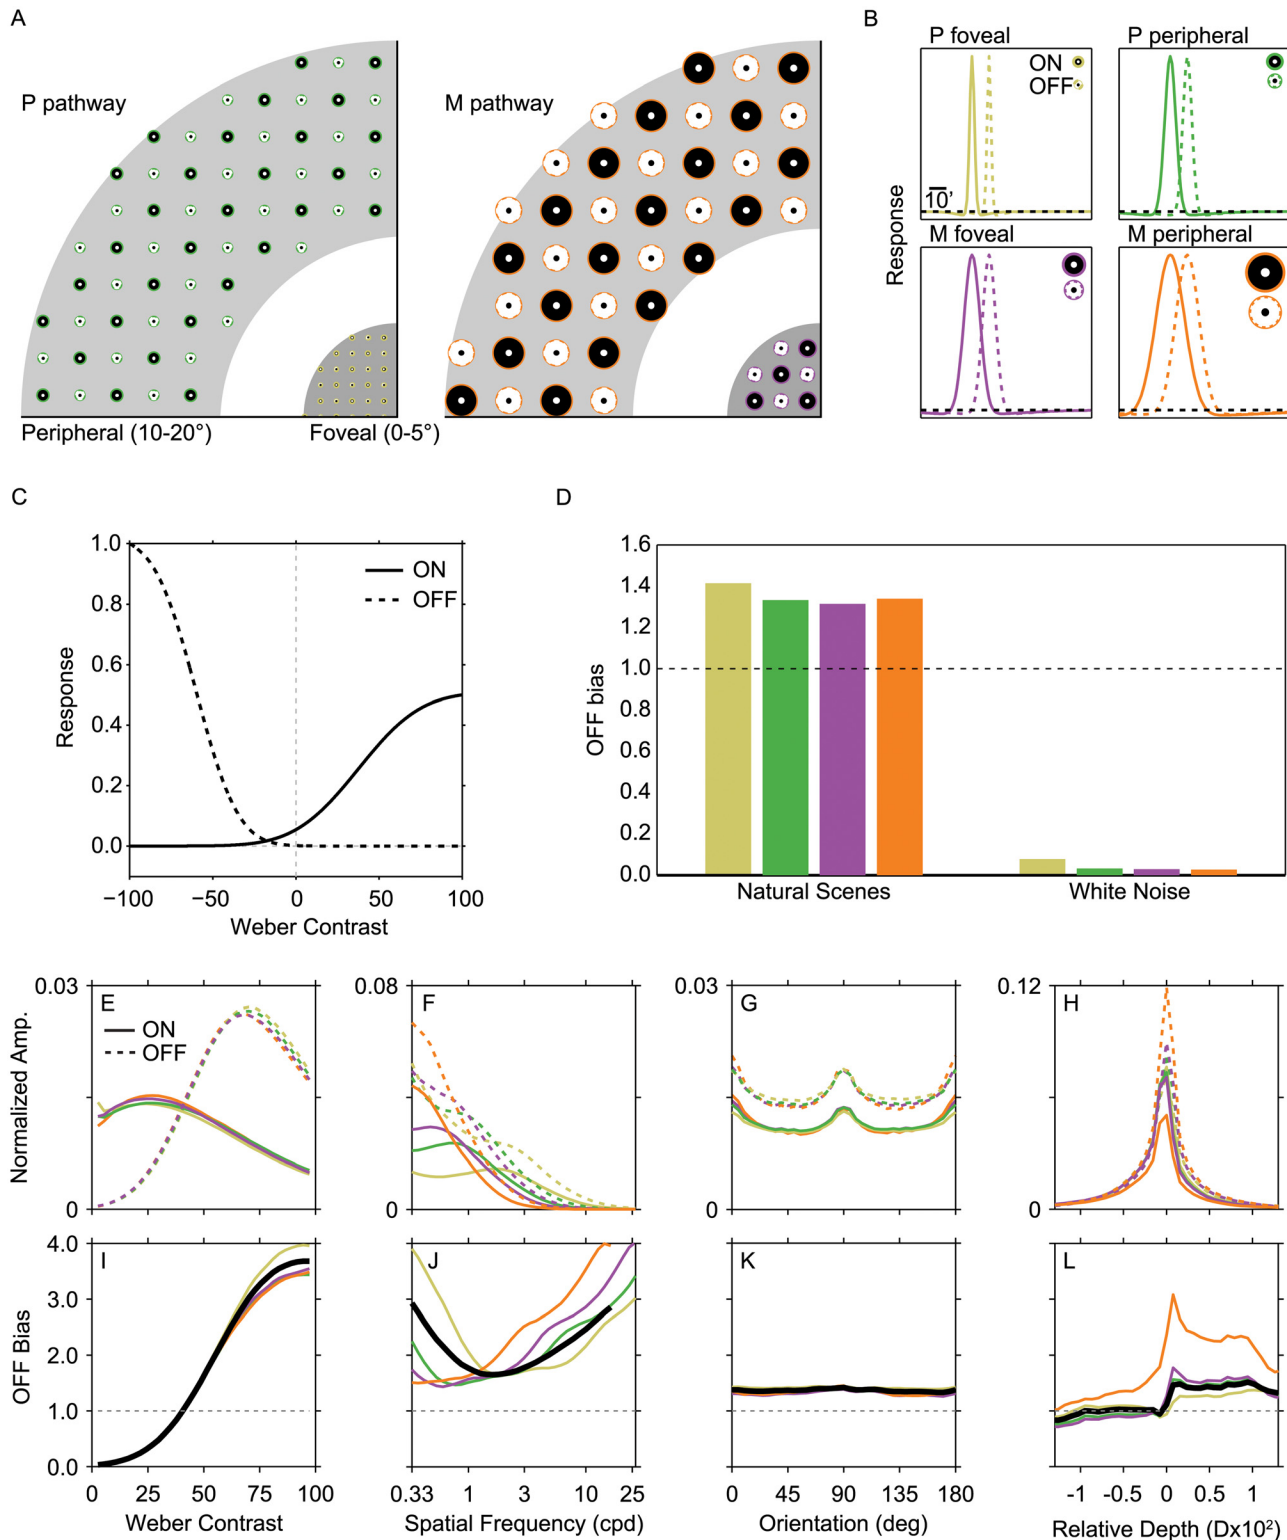 A
P pathway
M pathway
Peripheral (10-20°)
Foveal (0-5°)
B
P foveal
P peripheral
ON
OFF
10'
M foveal
M peripheral
Response
C
1.0
0.8
0.6
0.4
0.2
0.0
Response
ON
OFF
−100
−50
0
50
100
Weber Contrast
D
1.6
1.4
1.2
1.0
0.8
0.6
0.4
0.2
0.0
OFF bias
Natural Scenes
White Noise
Normalized Amp.
0.03
0
E
ON
OFF
0.08
0
F
0.03
0
G
0.12
0
H
OFF Bias
4.0
3.0
2.0
1.0
0.0
I
0
25
50
75
100
Weber Contrast
J
0.33
1
3
10
25
Spatial Frequency (cpd)
K
0
45
90
135
180
Orientation (deg)
L
-1
-0.5
0
0.5
1
Relative Depth (Dx10²)